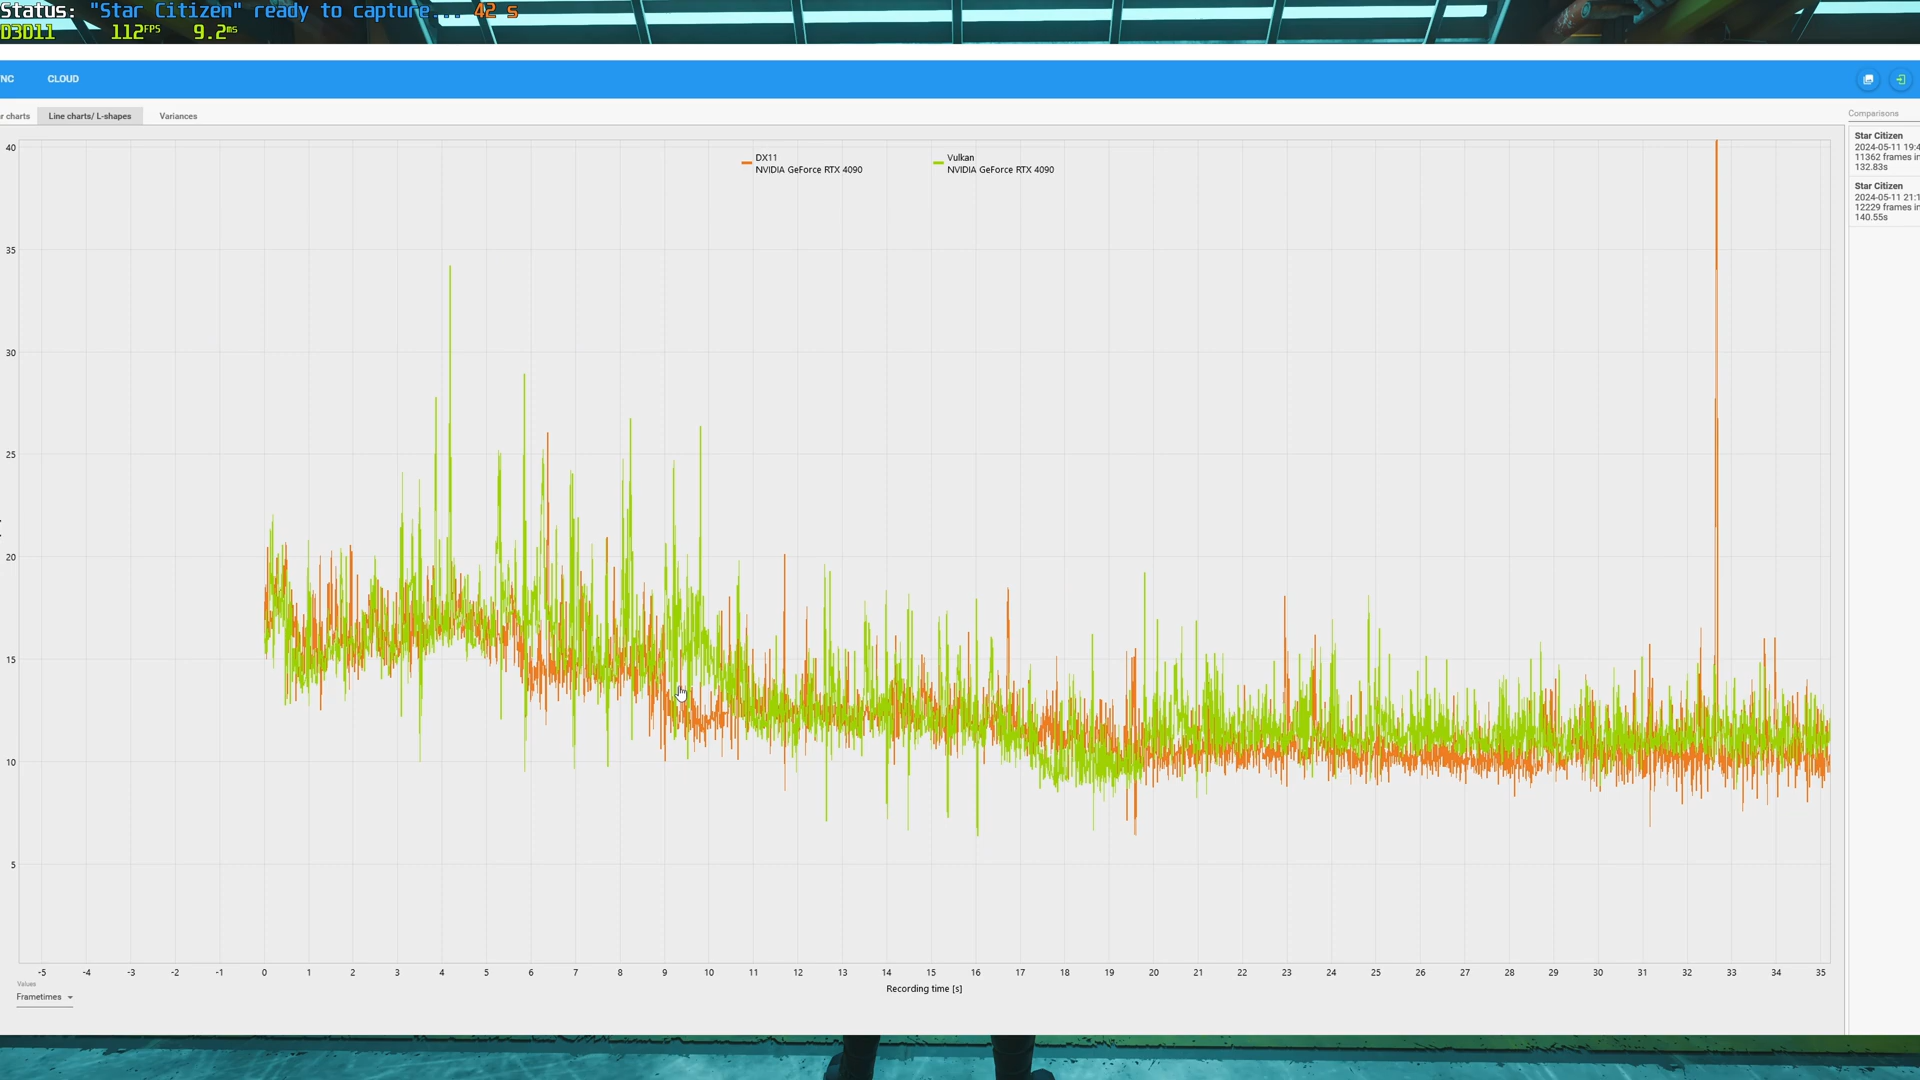 Status: "Star Citizen" ready to capture... 42 s
D3D11 112 FPS 9.2 ms
NC CLOUD
r charts Line charts/ L-shapes Variances
Comparisons
Star Citizen
2024-05-11 19:4
11362 frames in
132.83s
Star Citizen
2024-05-11 21:1
12229 frames in
140.55s
DX11
NVIDIA GeForce RTX 4090
Vulkan
NVIDIA GeForce RTX 4090
40
35
30
25
20
15
10
5
-5 -4 -3 -2 -1 0 1 2 3 4 5 6 7 8 9 10 11 12 13 14 15 16 17 18 19 20 21 22 23 24 25 26 27 28 29 30 31 32 33 34 35
Recording time [s]
Values
Frametimes